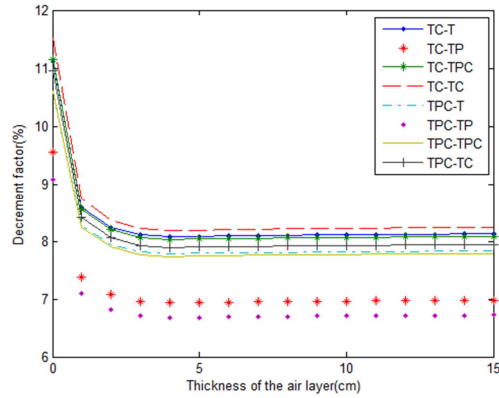 12
11
10
9
8
7
6
Decrement factor(%)
0
5
10
15
Thickness of the air layer(cm)
TC-T
TC-TP
TC-TPC
TC-TC
TPC-T
TPC-TP
TPC-TPC
TPC-TC